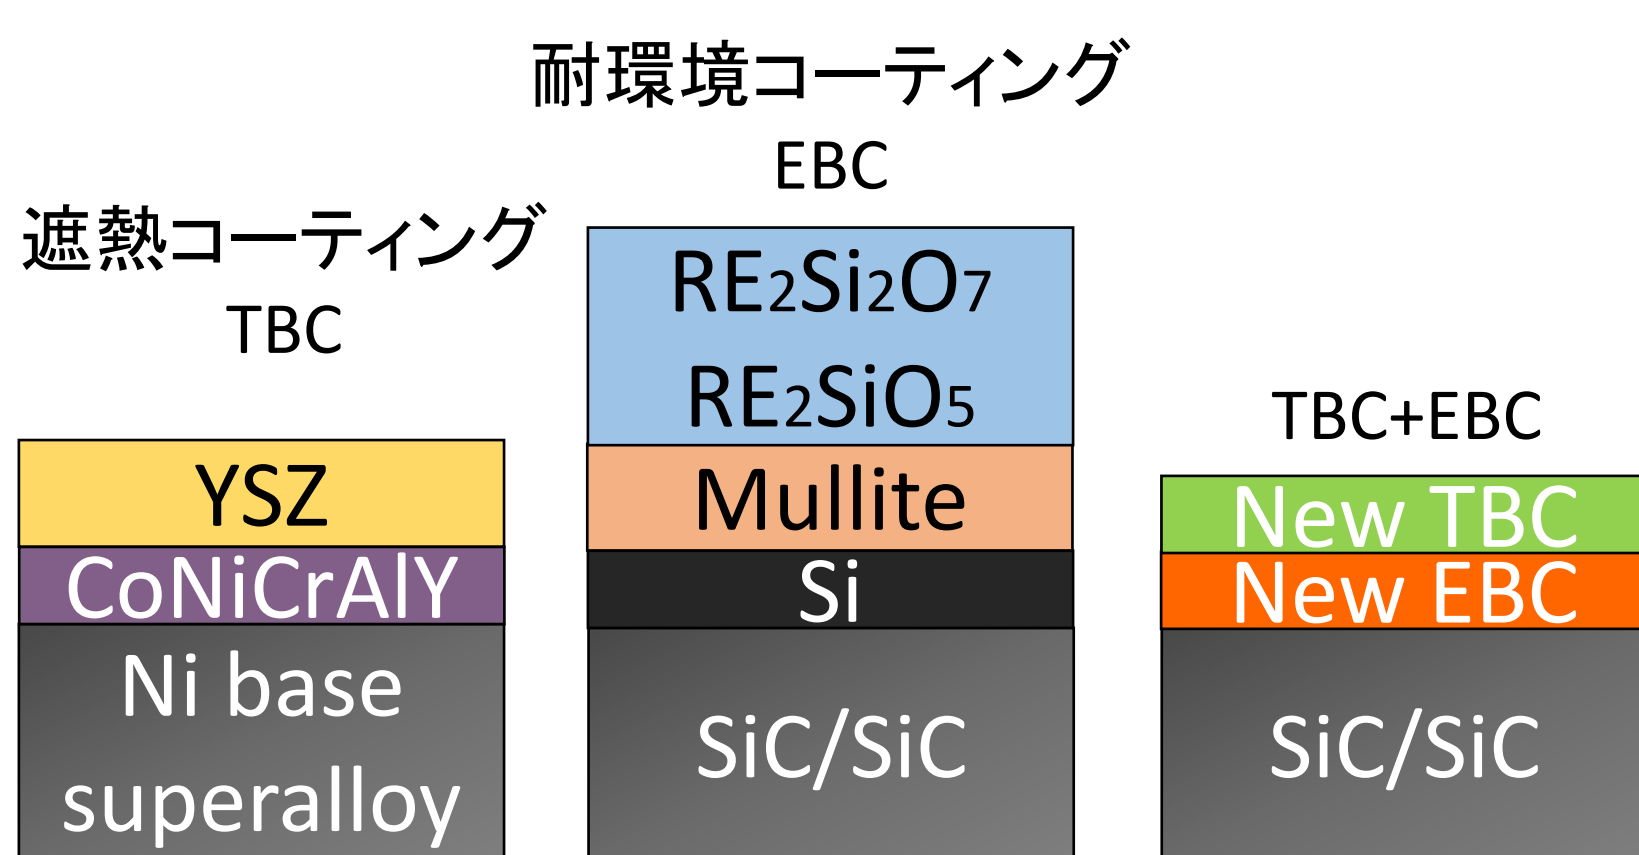 耐環境コーティング
EBC
遮熱コーティング
TBC
RE₂Si₂O₇
RE₂SiO₅
Mullite
Si
SiC/SiC
YSZ
CoNiCrAlY
Ni base
superalloy
TBC+EBC
New TBC
New EBC
SiC/SiC